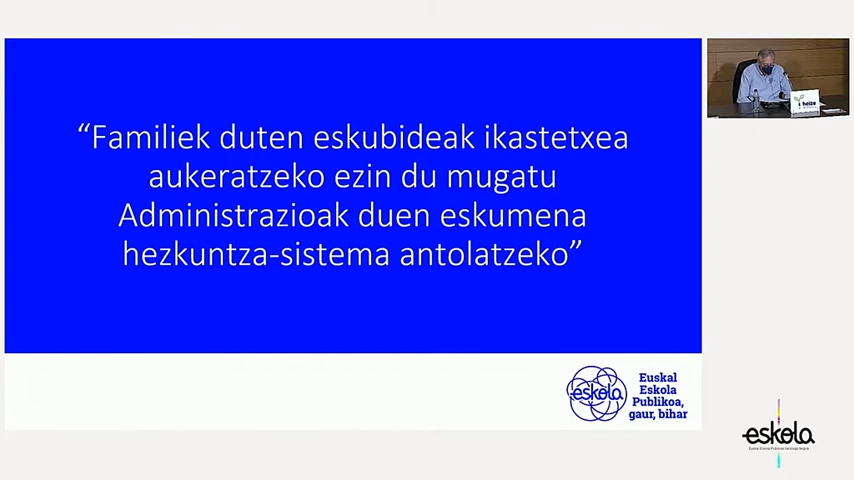 “Familiek duten eskubideak ikastetxea
aukeratzeko ezin du mugatu
Administrazioak duen eskumena
hezkuntza-sistema antolatzeko”
heize
eskola
Euskal
Eskola
Publikoa,
gaur, bihar
eskola